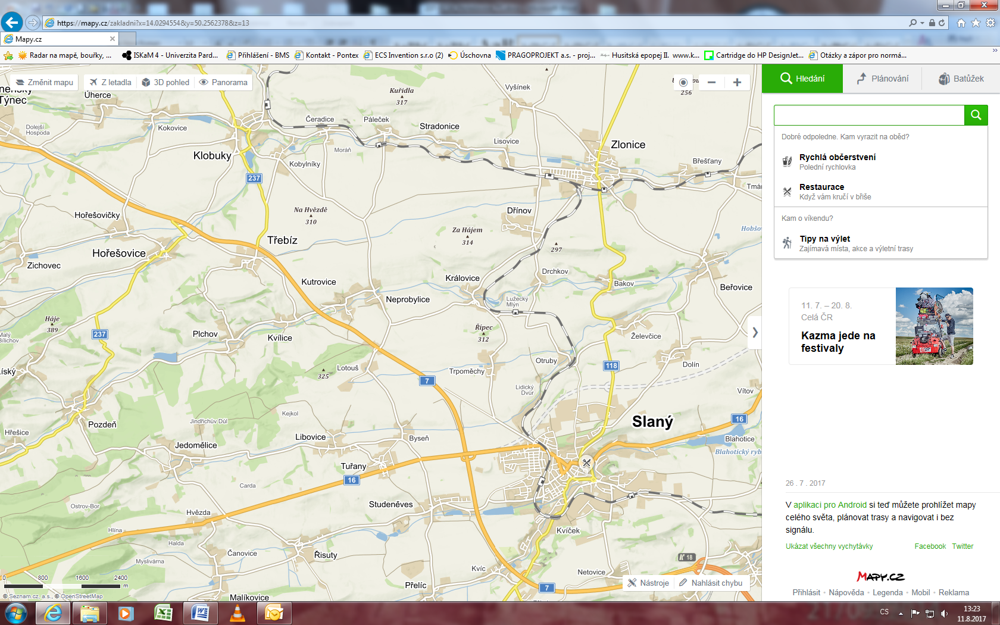 https://mapy.cz/zakladni?x=14.0294554&y=50.2562378&z=13
Mapy.cz
Radar na mapě, bouřky, ...
ISKaM 4 - Univerzita Pard...
Přihlášení - BMS
Kontakt - Pontex
ECS Invention s.r.o (2)
Úschovna
PRAGOPROJEKT a.s. - proj...
Husitská epopej II. www.k...
Cartridge do HP DesignJet...
Otázky a zápor pro normá...
Změnit mapu
Z letadla
3D pohled
Panorama
Hledání
Plánování
Batůžek
Týnec
Úherce
Kuřidla
317
Vyšínek
256
Dolejší
Hospoda
Kokovice
Čeradice
Páleček
Stradonice
Lisovice
Zlonice
Moráň
Klobuky
Kobylníky
Břešťany
237
Tmáň
Hořešovičky
Na Hvězdě
310
Dřínov
Za Hájem
314
Třebíz
297
Hořešovice
Zichovec
Kutrovice
Královice
Drchkov
Bakov
Beřovice
Neprobylice
Lužecký
Mlýn
Háje
389
237
Malý
Bílichov
Plchov
Kvílice
Řípec
312
Želevčice
Otruby
Dolín
Lotouš
325
Trpoměchy
118
Líský
7
Lidický
Dvůr
Vítov
Kejkol
Jindřichův Důl
Pozdeň
Slaný
16
Hřešice
Jedomělice
Libovice
Byseň
Blahotice
Blahotický ryb
Tuřany
16
Carda
Ostrov-Bor
Hvězda
Studeněves
Hlína
Kvíček
Halda
Čanovice
Řisuty
Myslivárna
18
Kvíc
Netovice
Přelíc
7
Malíkovice
0 800 1600 2400
m
© Seznam.cz, a.s., © OpenStreetMap
Nástroje
Nahlásit chybu
Dobré odpoledne. Kam vyrazit na oběd?
Rychlá občerstvení
Polední rychlovka
Restaurace
Když vám kručí v břiše
Kam o víkendu?
Tipy na výlet
Zajímavá místa, akce a výletní trasy
11. 7. – 20. 8.
Celá ČR
Kazma jede na
festivaly
26 . 7 . 2017
V aplikaci pro Android si teď můžete prohlížet mapy
celého světa, plánovat trasy a navigovat i bez
signálu.
Ukázat všechny vychytávky
Facebook
Twitter
Mapy.cz
Přihlásit • Nápověda • Legenda • Mobil • Reklama
CS
13:23
11.8.2017